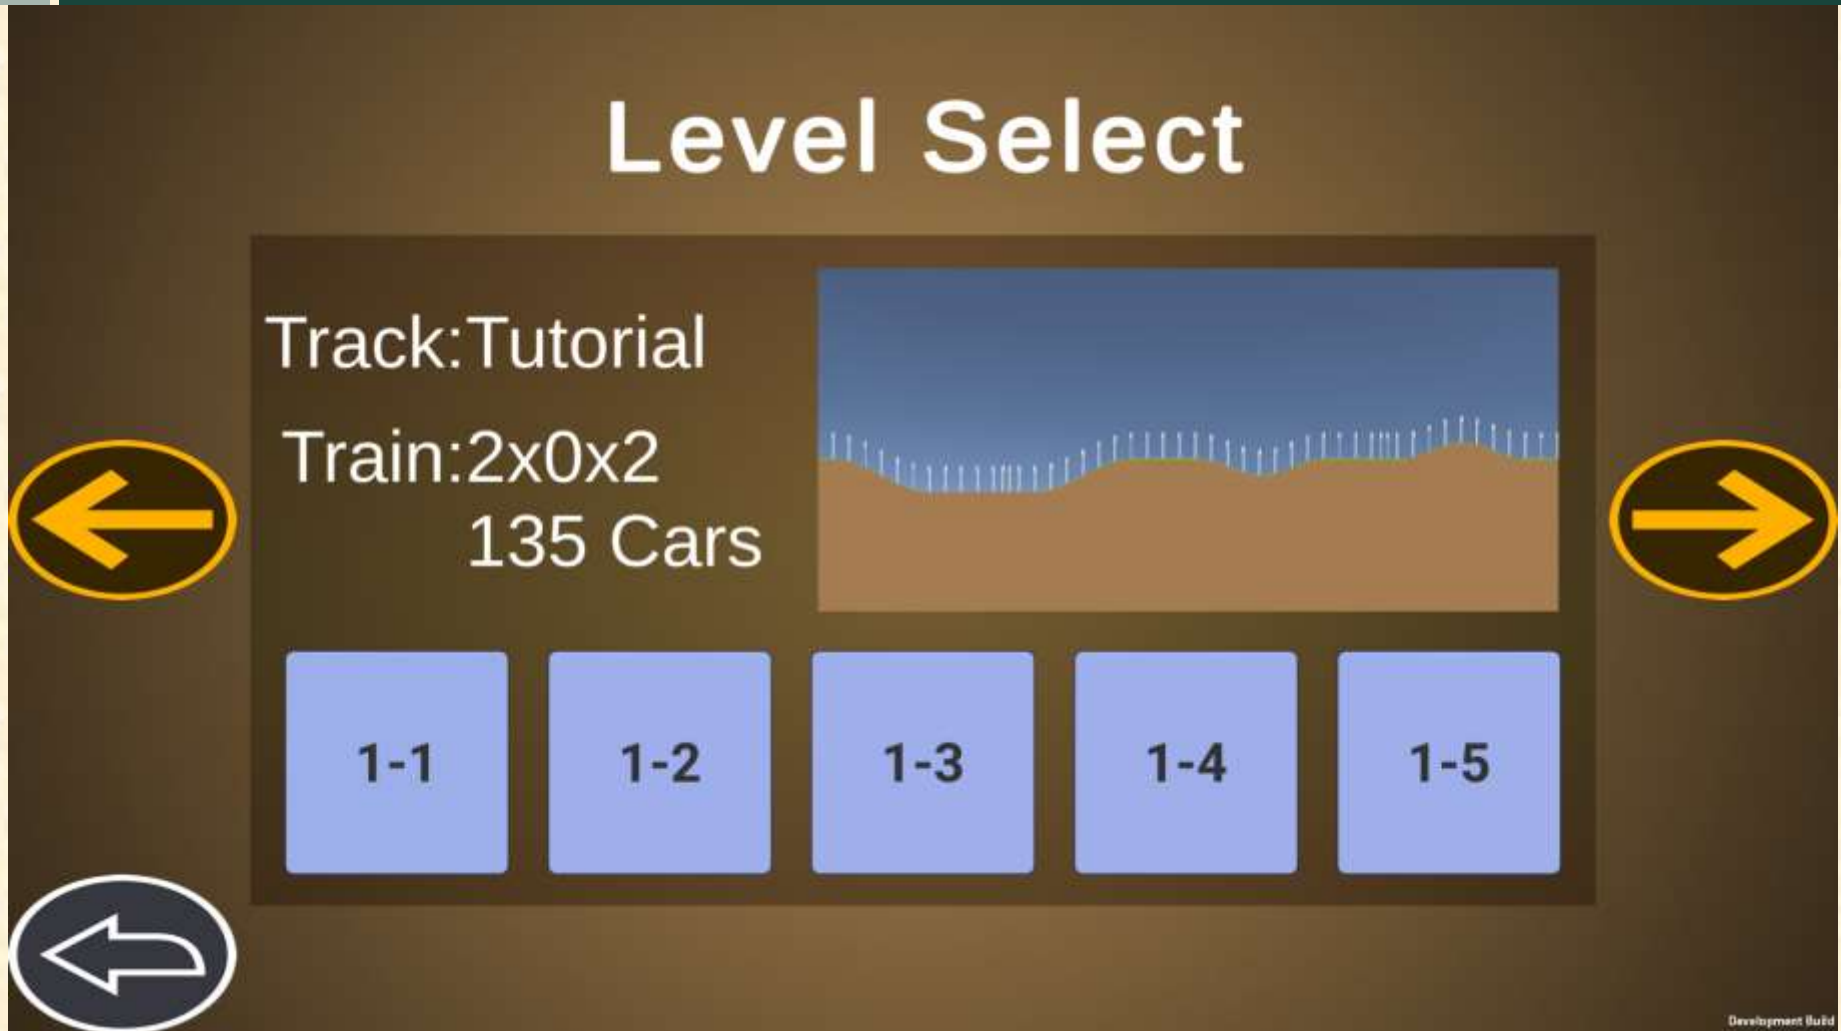 Level Select
Track:Tutorial
Train:2x0x2
135 Cars
1-1
1-2
1-3
1-4
1-5
Development Build